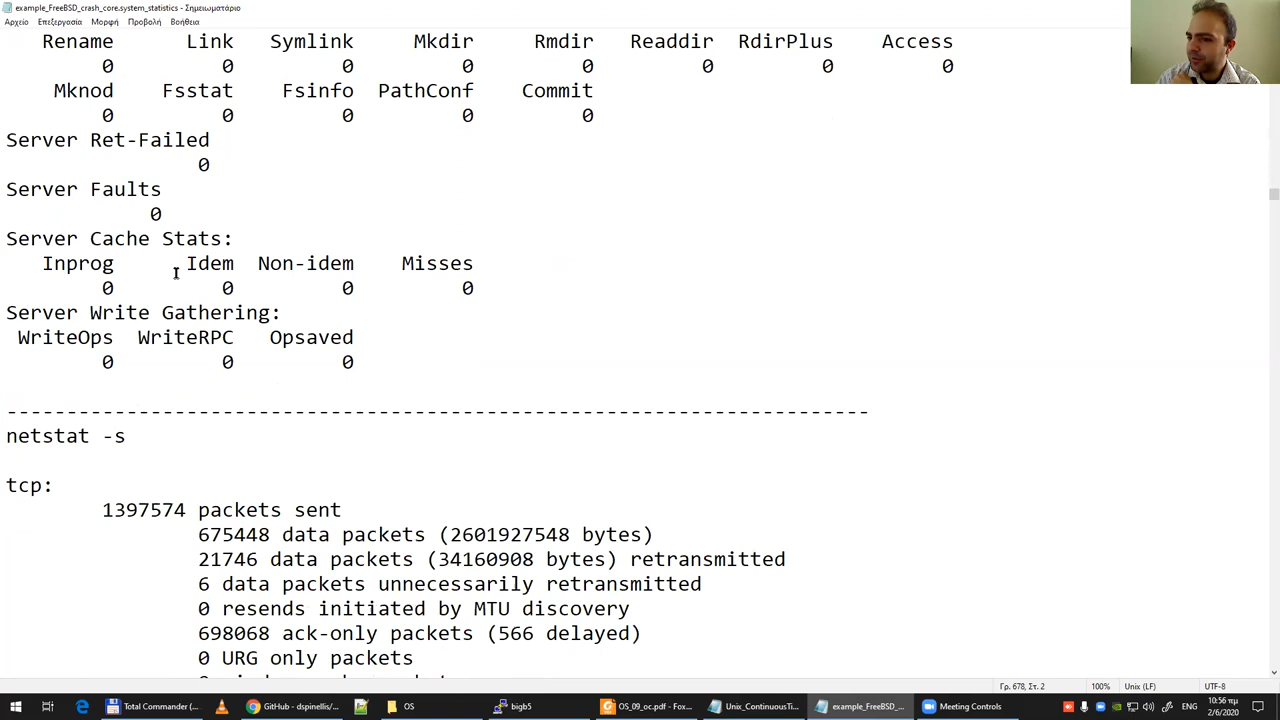 example_FreeBSD_crash_core.system_statistics - Σημειωματάριο
Αρχείο Επεξεργασία Μορφή Προβολή Βοήθεια
Rename Link Symlink Mkdir Rmdir Readdir RdirPlus Access
0 0 0 0 0 0 0 0
Mknod Fsstat Fsinfo PathConf Commit
0 0 0 0 0
Server Ret-Failed
0
Server Faults
0
Server Cache Stats:
Inprog Idem Non-idem Misses
0 0 0 0
Server Write Gathering:
WriteOps WriteRPC Opsaved
0 0 0
------------------------------------------------------------------------
netstat -s
tcp:
1397574 packets sent
675448 data packets (2601927548 bytes)
21746 data packets (34160908 bytes) retransmitted
6 data packets unnecessarily retransmitted
0 resends initiated by MTU discovery
698068 ack-only packets (566 delayed)
0 URG only packets
Γρ. 678, Στ. 2 100% Unix (LF) UTF-8
Total Commander (... GitHub - dspinellis/... OS bigb5 OS_09_oc.pdf - Fox... Unix_ContinuousTi... example_FreeBSD_... Meeting Controls ENG 10:56 πμ
2/6/2020